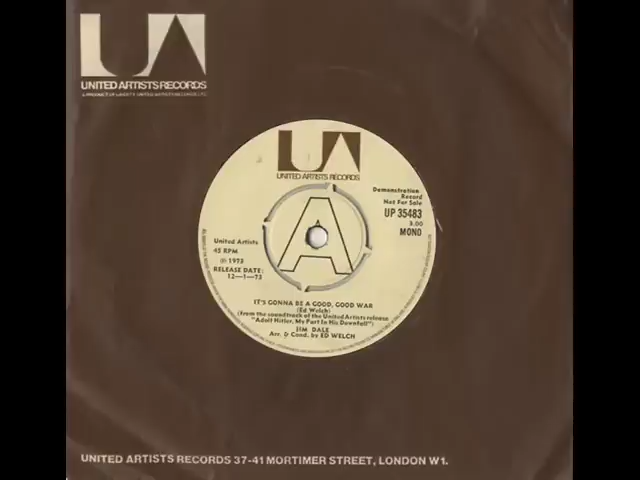 UA
UNITED ARTISTS RECORDS
UA
UNITED ARTISTS RECORDS
Demonstration
Record
Not For Sale
UP 35483
3.00
MONO
A
United Artists
45 RPM
℗ 1973
RELEASE DATE:
12—1—73
IT'S GONNA BE A GOOD, GOOD WAR
(Ed Welch)
(from the soundtrack of the United Artists release
"Adolf Hitler, My Part In His Downfall")
JIM DALE
Arr. & Cond. by ED WELCH
UNITED ARTISTS RECORDS 37-41 MORTIMER STREET, LONDON W1.